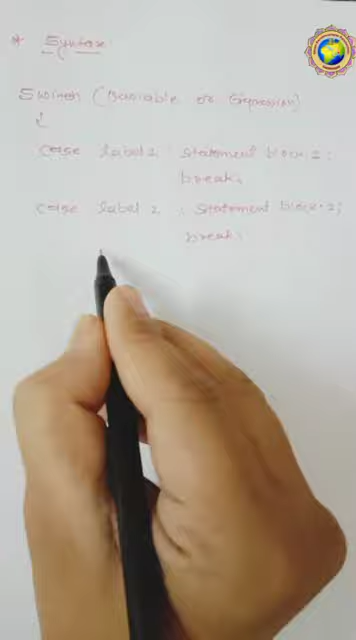 * Syntax
Switch (Variable or Expression)
{
case label 1 : statement block-1;
break;
case label 2 : statement block-2;
break;